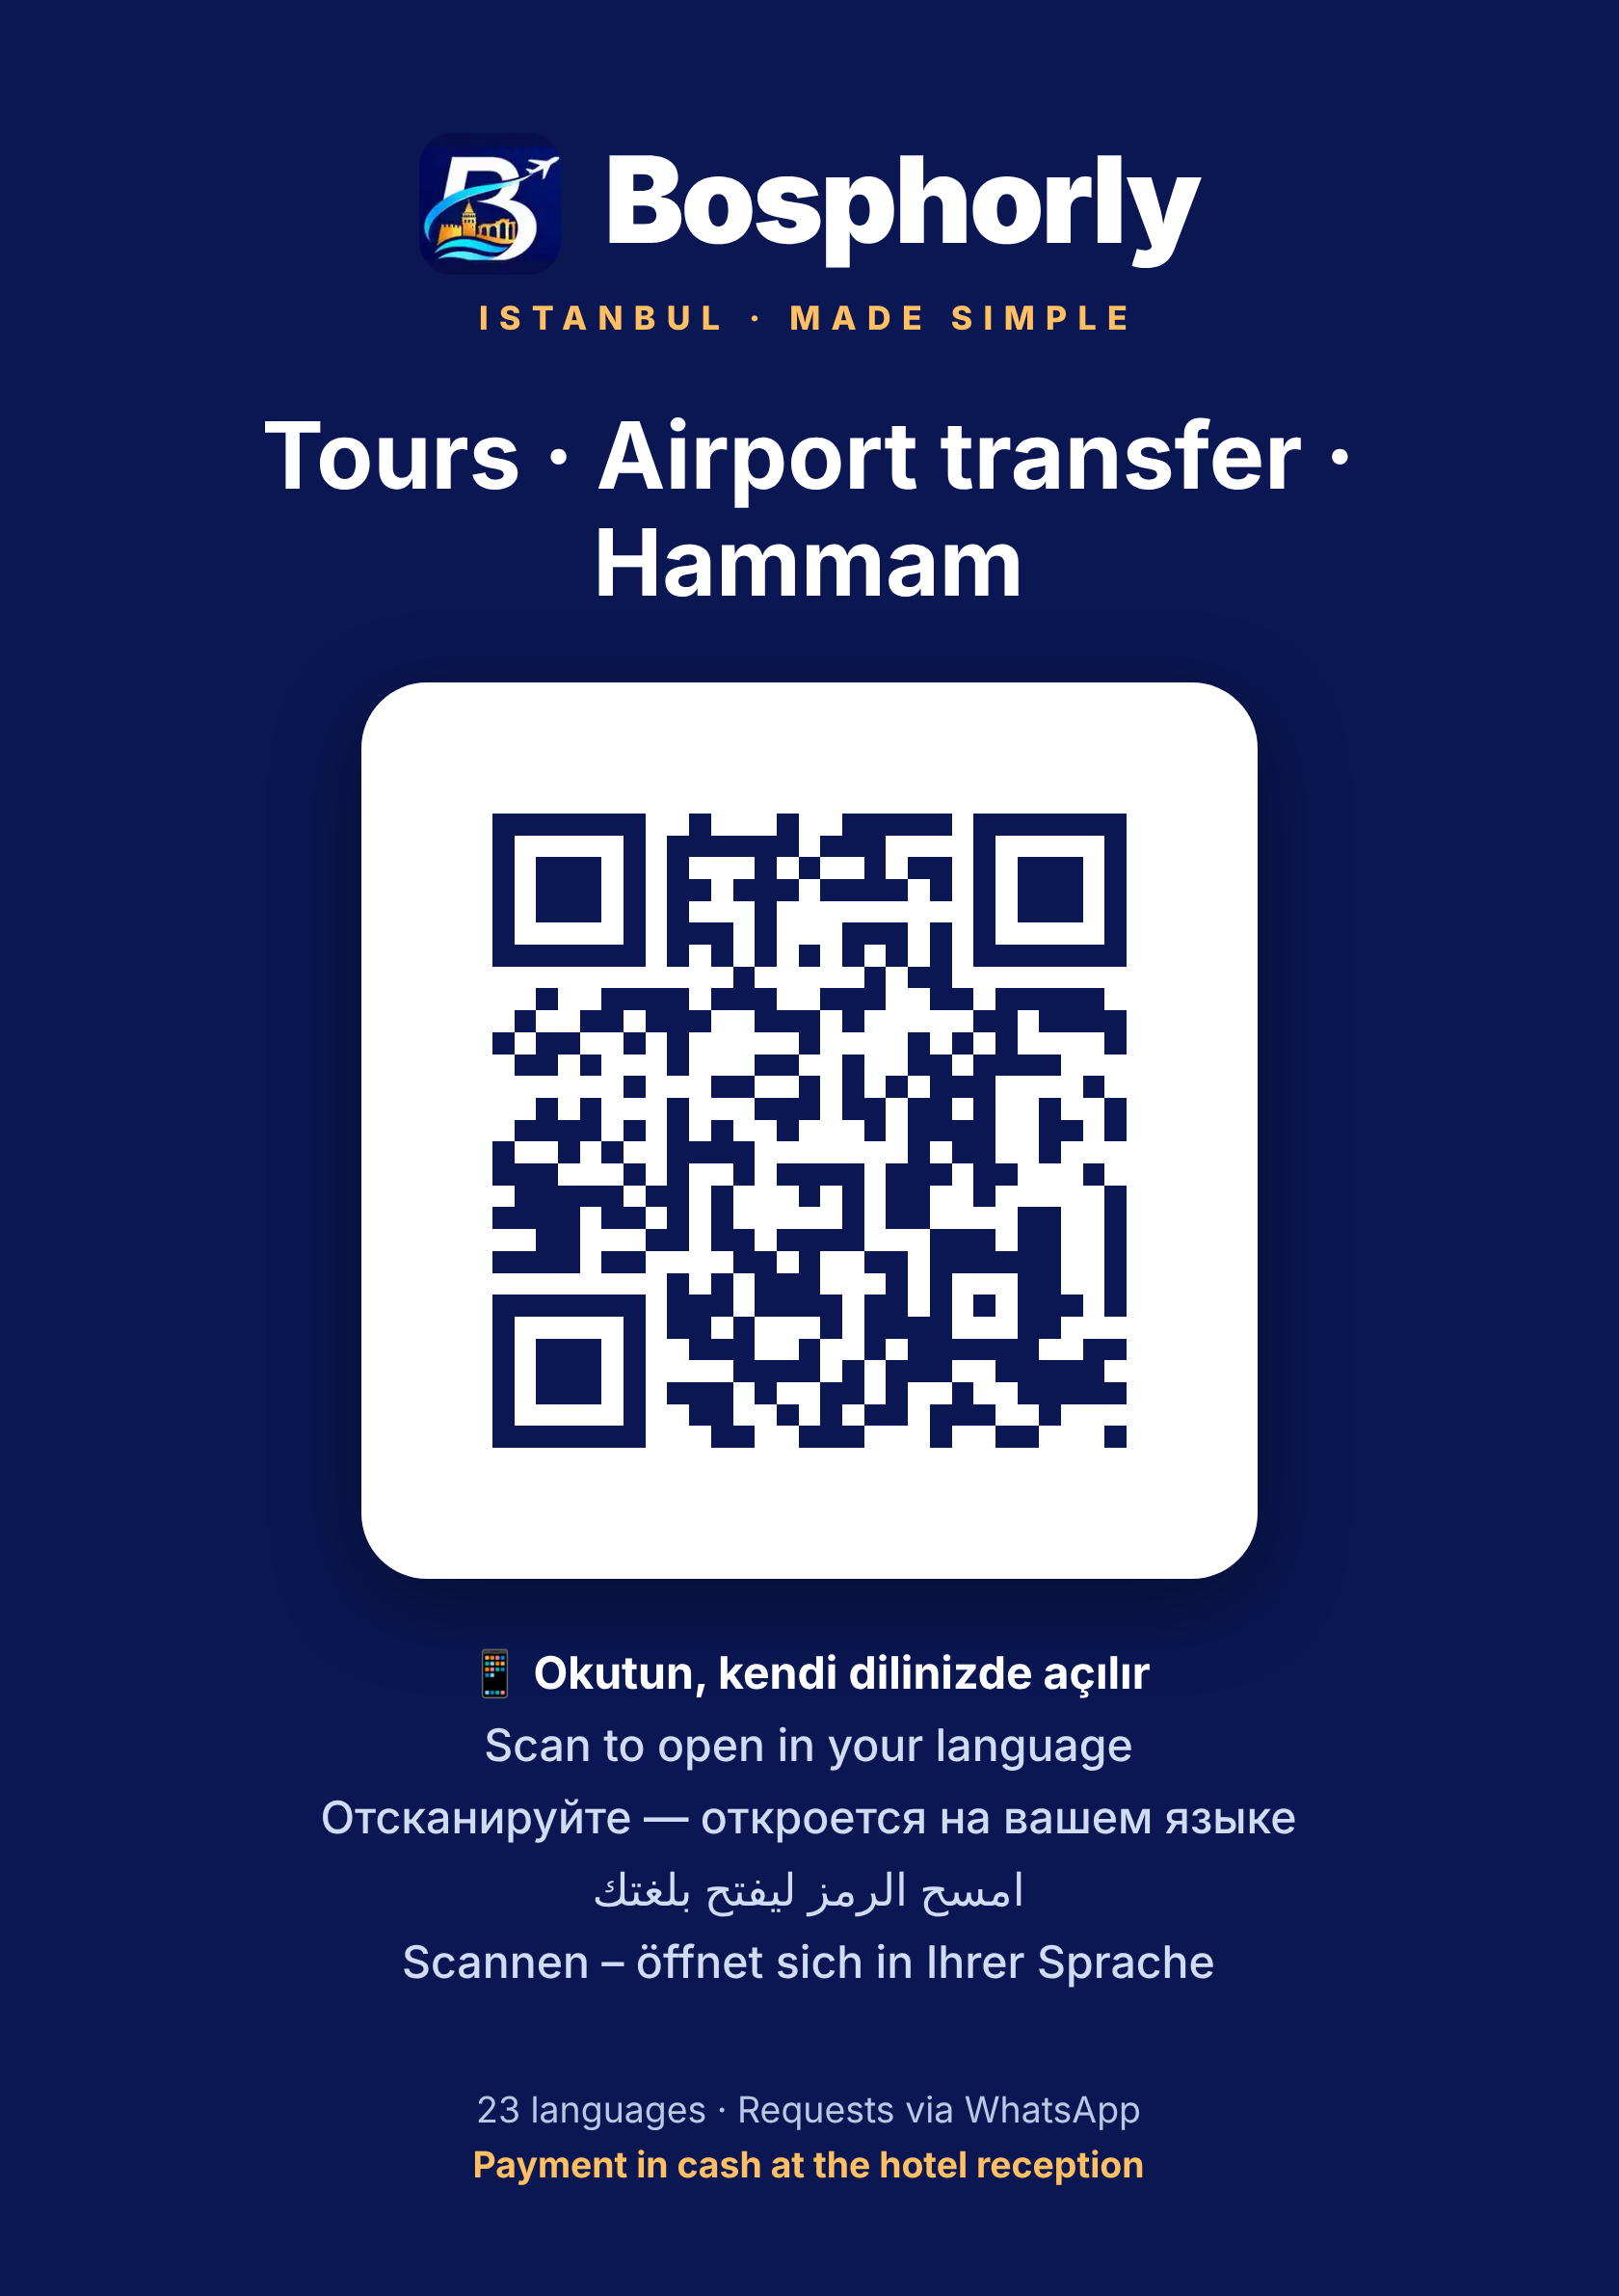 Bosphorly
ISTANBUL · MADE SIMPLE
Tours · Airport transfer ·
Hammam
Okutun, kendi dilinizde açılır
Scan to open in your language
Отсканируйте — откроется на вашем языке
امسح الرمز ليفتح بلغتك
Scannen – öffnet sich in Ihrer Sprache
23 languages · Requests via WhatsApp
Payment in cash at the hotel reception